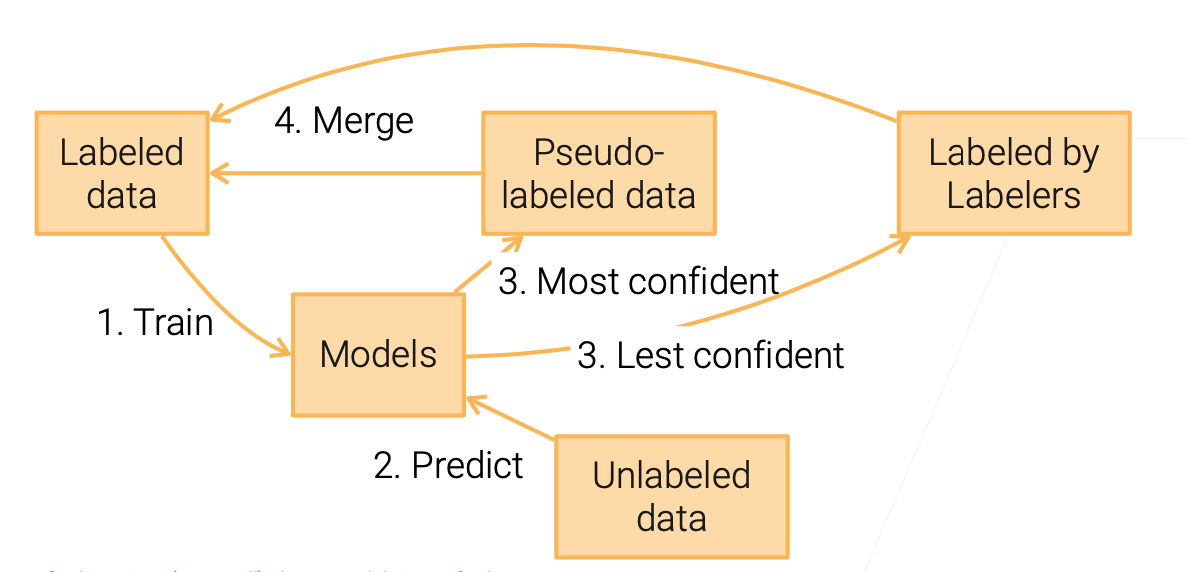 4. Merge
Labeled
data
Pseudo-
labeled data
Labeled by
Labelers
3. Most confident
1. Train
Models
3. Lest confident
2. Predict
Unlabeled
data